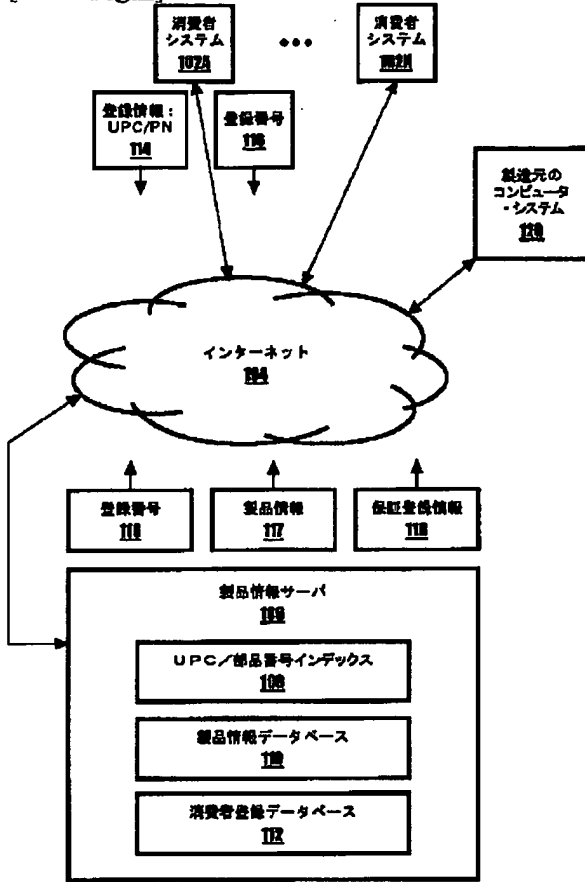 消費者
システム
102A
•••
消費者
システム
102N
登録情報：
UPC/PN
114
登録番号
116
製造元の
コンピュータ
・システム
120
インターネット
104
登録番号
116
製品情報
117
保証登録情報
118
製品情報サーバ
106
UPC／部品番号インデックス
108
製品情報データベース
110
消費者登録データベース
112